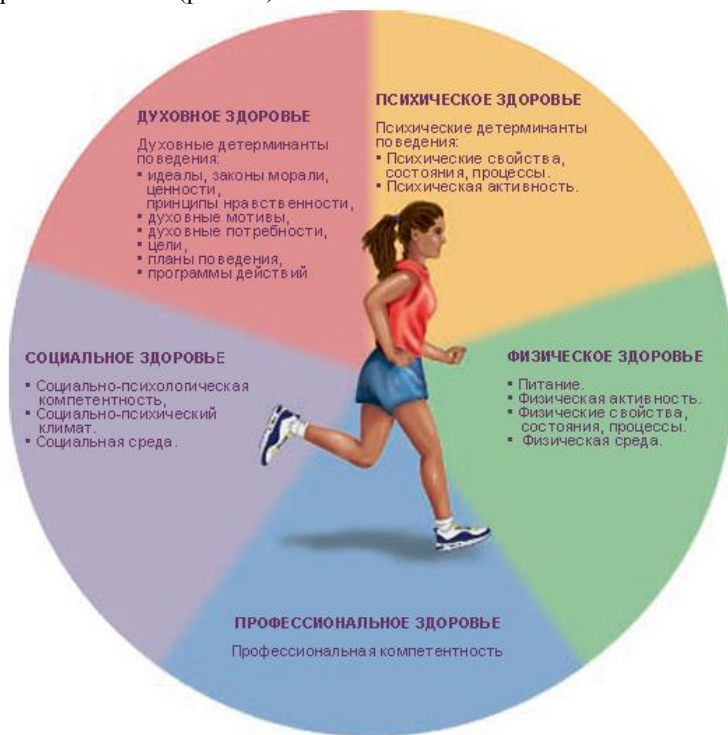 ДУХОВНОЕ ЗДОРОВЬЕ
Духовные детерминанты
поведения:
▪ идеалы, законы морали,
ценности,
принципы нравственности,
▪ духовные мотивы,
▪ духовные потребности,
▪ цели,
▪ планы поведения,
▪ программы действий
ПСИХИЧЕСКОЕ ЗДОРОВЬЕ
Психические детерминанты
поведения:
▪ Психические свойства,
состояния, процессы.
▪ Психическая активность.
СОЦИАЛЬНОЕ ЗДОРОВЬЕ
▪ Социально-психологическая
компетентность,
▪ Социально-психический
климат.
▪ Социальная среда.
ФИЗИЧЕСКОЕ ЗДОРОВЬЕ
▪ Питание.
▪ Физическая активность.
▪ Физические свойства,
состояния, процессы.
▪ Физическая среда.
ПРОФЕССИОНАЛЬНОЕ ЗДОРОВЬЕ
Профессиональная компетентность